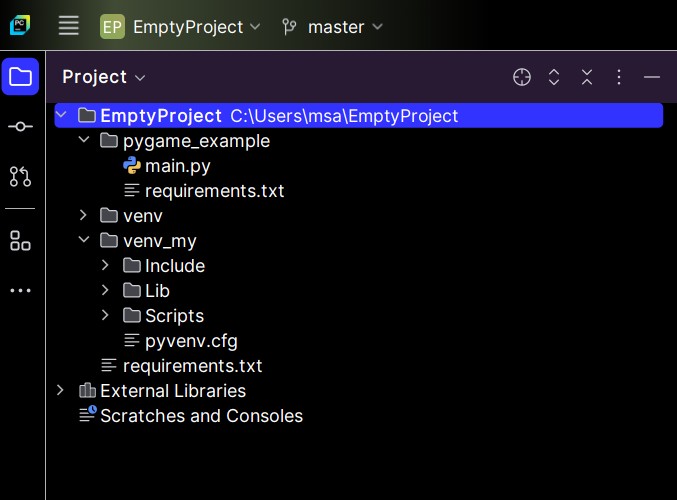 PC
EP EmptyProject master
Project
EmptyProject C:\Users\msa\EmptyProject
pygame_example
main.py
requirements.txt
venv
venv_my
Include
Lib
Scripts
pyvenv.cfg
requirements.txt
External Libraries
Scratches and Consoles